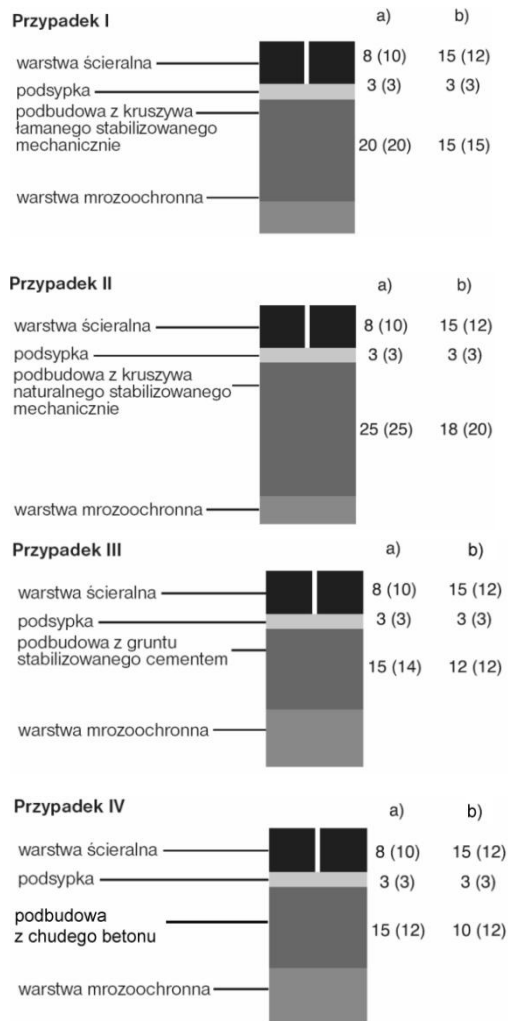 Przypadek I
a) b)
warstwa ścieralna 8 (10) 15 (12)
podsypka 3 (3) 3 (3)
podbudowa z kruszywa
łamanego stabilizowanego
mechanicznie 20 (20) 15 (15)
warstwa mrozoochronna
Przypadek II
a) b)
warstwa ścieralna 8 (10) 15 (12)
podsypka 3 (3) 3 (3)
podbudowa z kruszywa
naturalnego stabilizowanego
mechanicznie
25 (25) 18 (20)
warstwa mrozoochronna
Przypadek III
a) b)
warstwa ścieralna 8 (10) 15 (12)
podsypka 3 (3) 3 (3)
podbudowa z gruntu
stabilizowanego cementem 15 (14) 12 (12)
warstwa mrozoochronna
Przypadek IV a) b)
warstwa ścieralna 8 (10) 15 (12)
podsypka 3 (3) 3 (3)
podbudowa
z chudego betonu 15 (12) 10 (12)
warstwa mrozoochronna